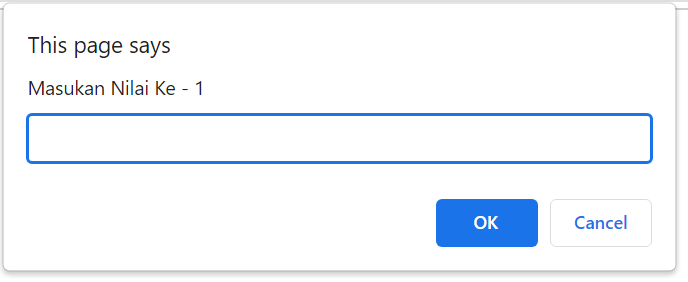 This page says
Masukan Nilai Ke - 1
OK
Cancel